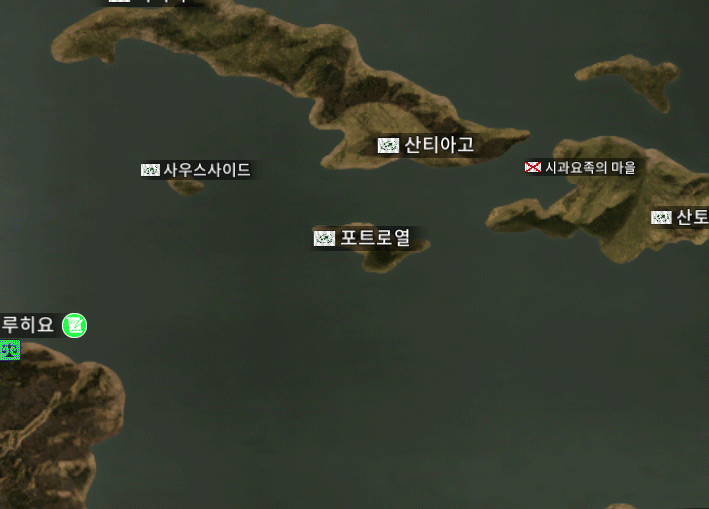 산티아고
시과요족의 마을
사우스사이드
산토
포트로열
루히요